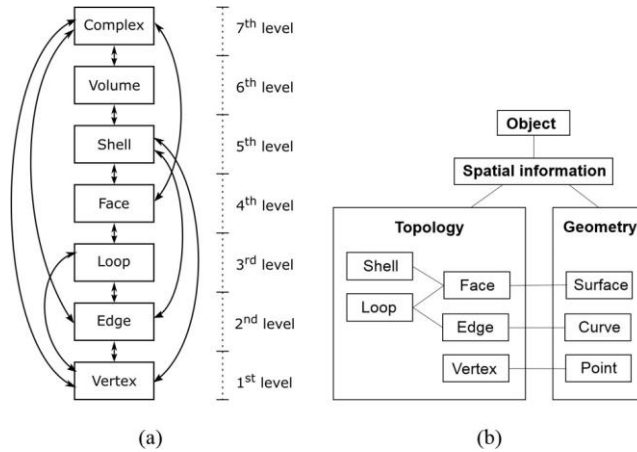 Complex
7th level
Volume
6th level
Shell
5th level
Face
4th level
Loop
3rd level
Edge
2nd level
Vertex
1st level
(a)
Object
Spatial information
Topology
Geometry
Shell
Face
Surface
Loop
Edge
Curve
Vertex
Point
(b)